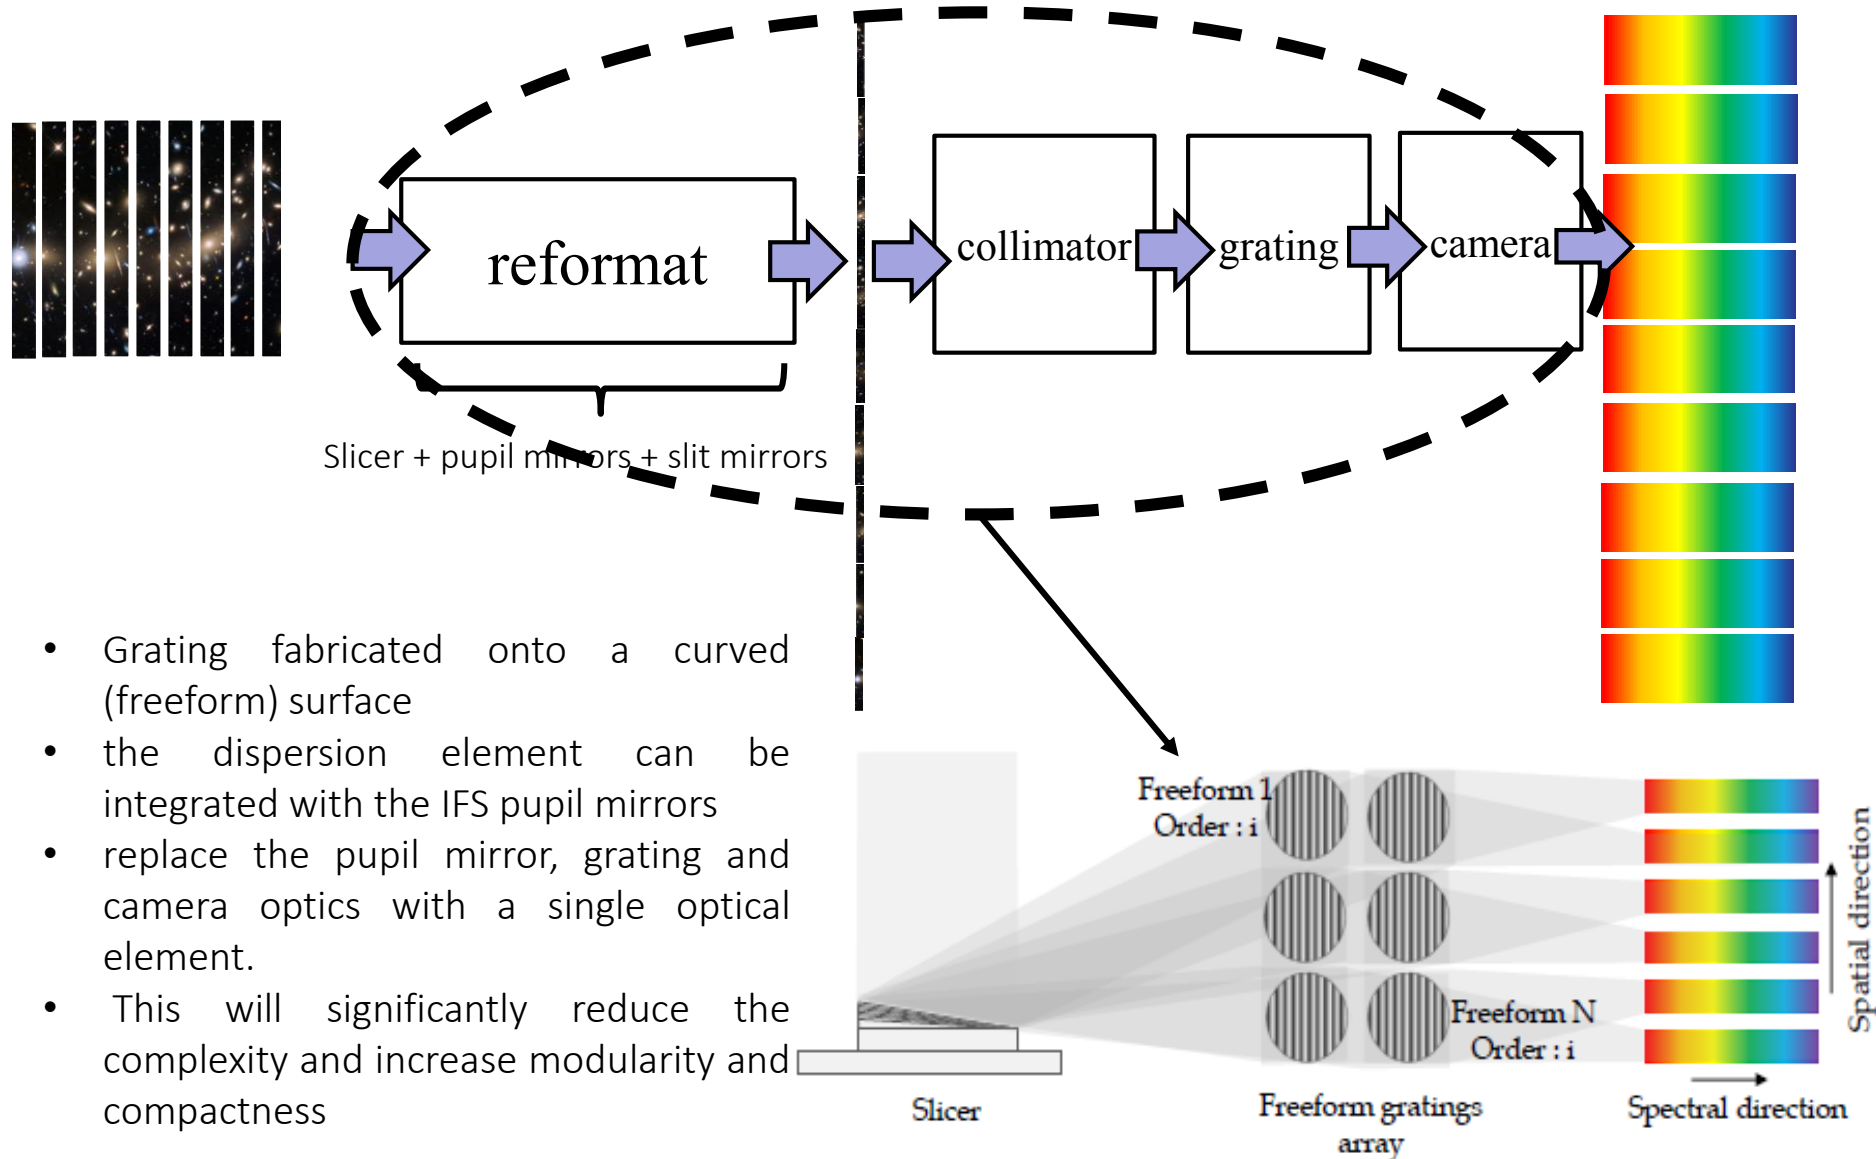 reformat
collimator
grating
camera
Slicer + pupil mirrors + slit mirrors
• Grating fabricated onto a curved
(freeform) surface
• the dispersion element can be
integrated with the IFS pupil mirrors
• replace the pupil mirror, grating and
camera optics with a single optical
element.
• This will significantly reduce the
complexity and increase modularity and
compactness
Freeform 1
Order : i
Freeform N
Order : i
Slicer
Freeform gratings
array
Spectral direction
Spatial direction